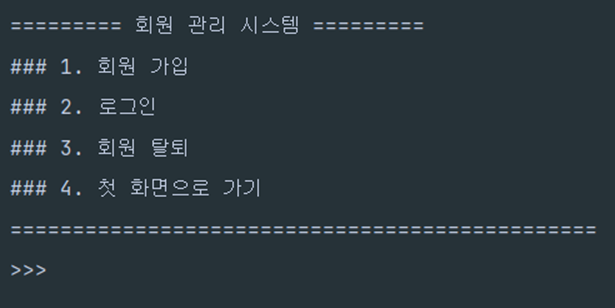 ========= 회원 관리 시스템 =========
### 1. 회원 가입
### 2. 로그인
### 3. 회원 탈퇴
### 4. 첫 화면으로 가기
===============================================
>>>